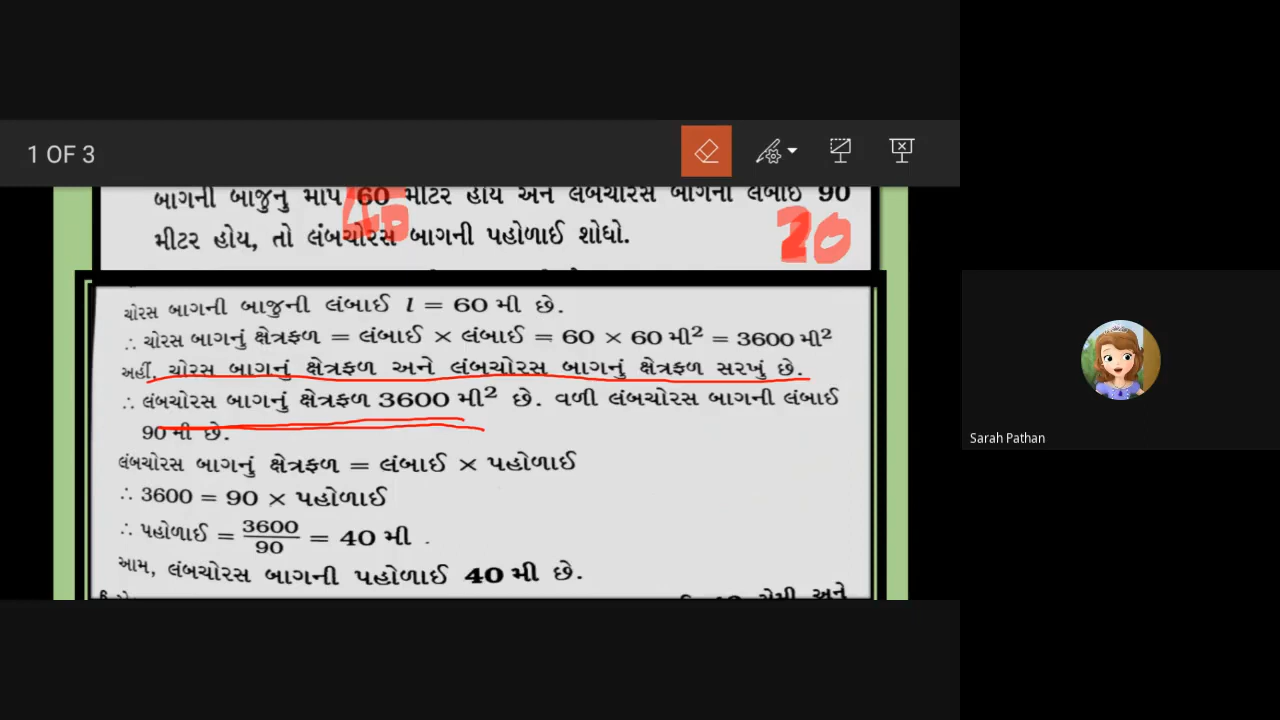 1 OF 3
બાગની બાજુનું માપ 60 મીટર હોય અને લંબચોરસ બાગની લંબાઈ 90
40
20
મીટર હોય, તો લંબચોરસ બાગની પહોળાઈ શોધો.
ચોરસ બાગની બાજુની લંબાઈ l = 60 મી છે.
∴ ચોરસ બાગનું ક્ષેત્રફળ = લંબાઈ × લંબાઈ = 60 × 60 મી² = 3600 મી²
અહીં, ચોરસ બાગનું ક્ષેત્રફળ અને લંબચોરસ બાગનું ક્ષેત્રફળ સરખું છે.
∴ લંબચોરસ બાગનું ક્ષેત્રફળ 3600 મી² છે. વળી લંબચોરસ બાગની લંબાઈ
90 મી છે.
લંબચોરસ બાગનું ક્ષેત્રફળ = લંબાઈ × પહોળાઈ
∴ 3600 = 90 × પહોળાઈ
∴ પહોળાઈ = 3600/90 = 40 મી
આમ, લંબચોરસ બાગની પહોળાઈ 40 મી છે.
Sarah Pathan